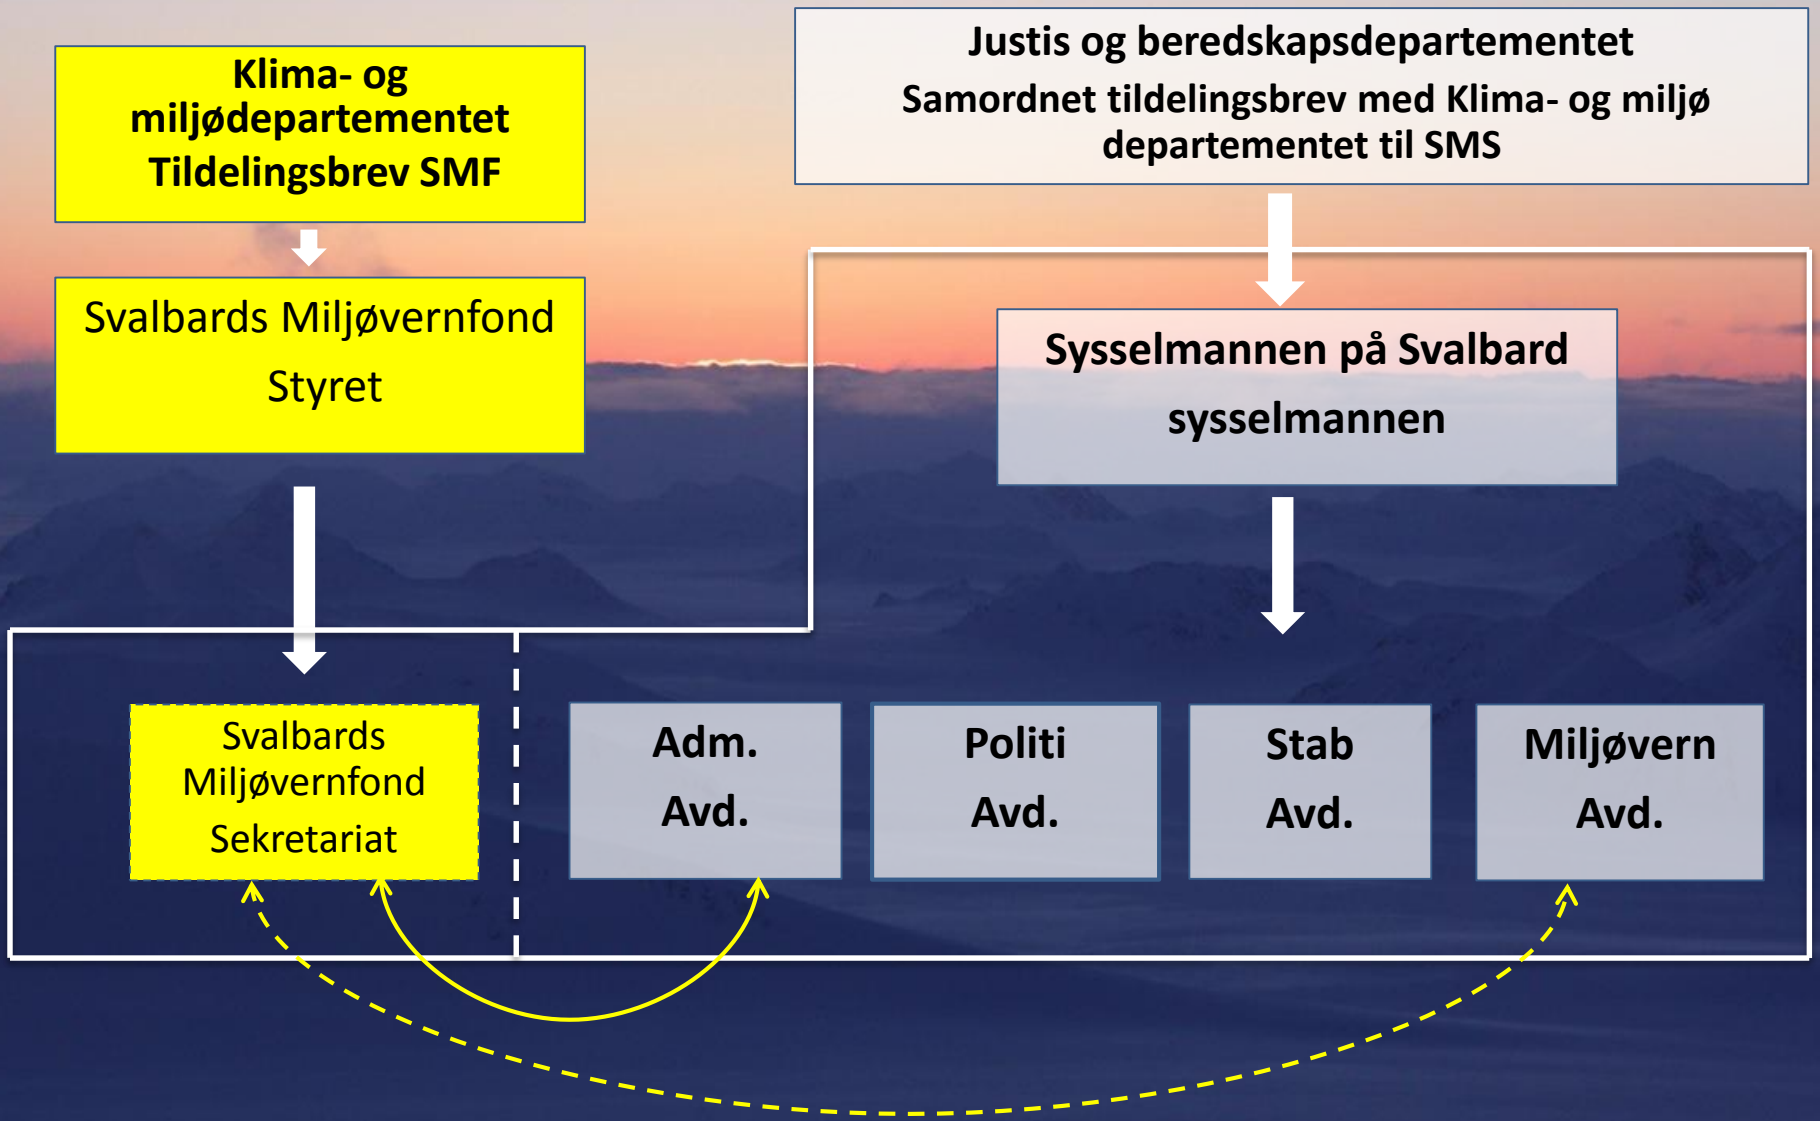 Klima- og
miljødepartementet
Tildelingsbrev SMF
Justis og beredskapsdepartementet
Samordnet tildelingsbrev med Klima- og miljø
departementet til SMS
Svalbards Miljøvernfond
Styret
Sysselmannen på Svalbard
sysselmannen
Svalbards
Miljøvernfond
Sekretariat
Adm.
Avd.
Politi
Avd.
Stab
Avd.
Miljøvern
Avd.